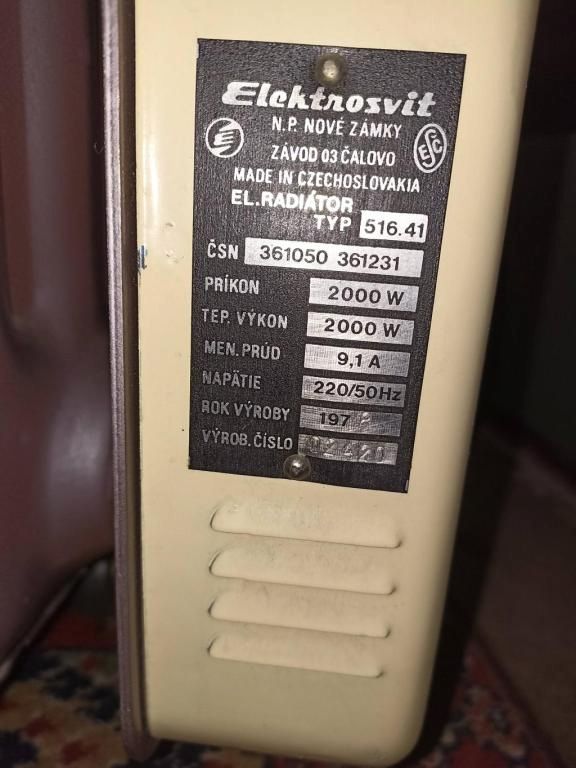 Elektrosvit
N.P. NOVÉ ZÁMKY
ZÁVOD 03 ČALOVO
MADE IN CZECHOSLOVAKIA
EL. RADIÁTOR
TYP 516.41
ČSN 361050 361231
PRÍKON 2000 W
TEP. VÝKON 2000 W
MEN. PRÚD 9,1 A
NAPÄTIE 220/50Hz
ROK VÝROBY
VÝROB. ČÍSLO